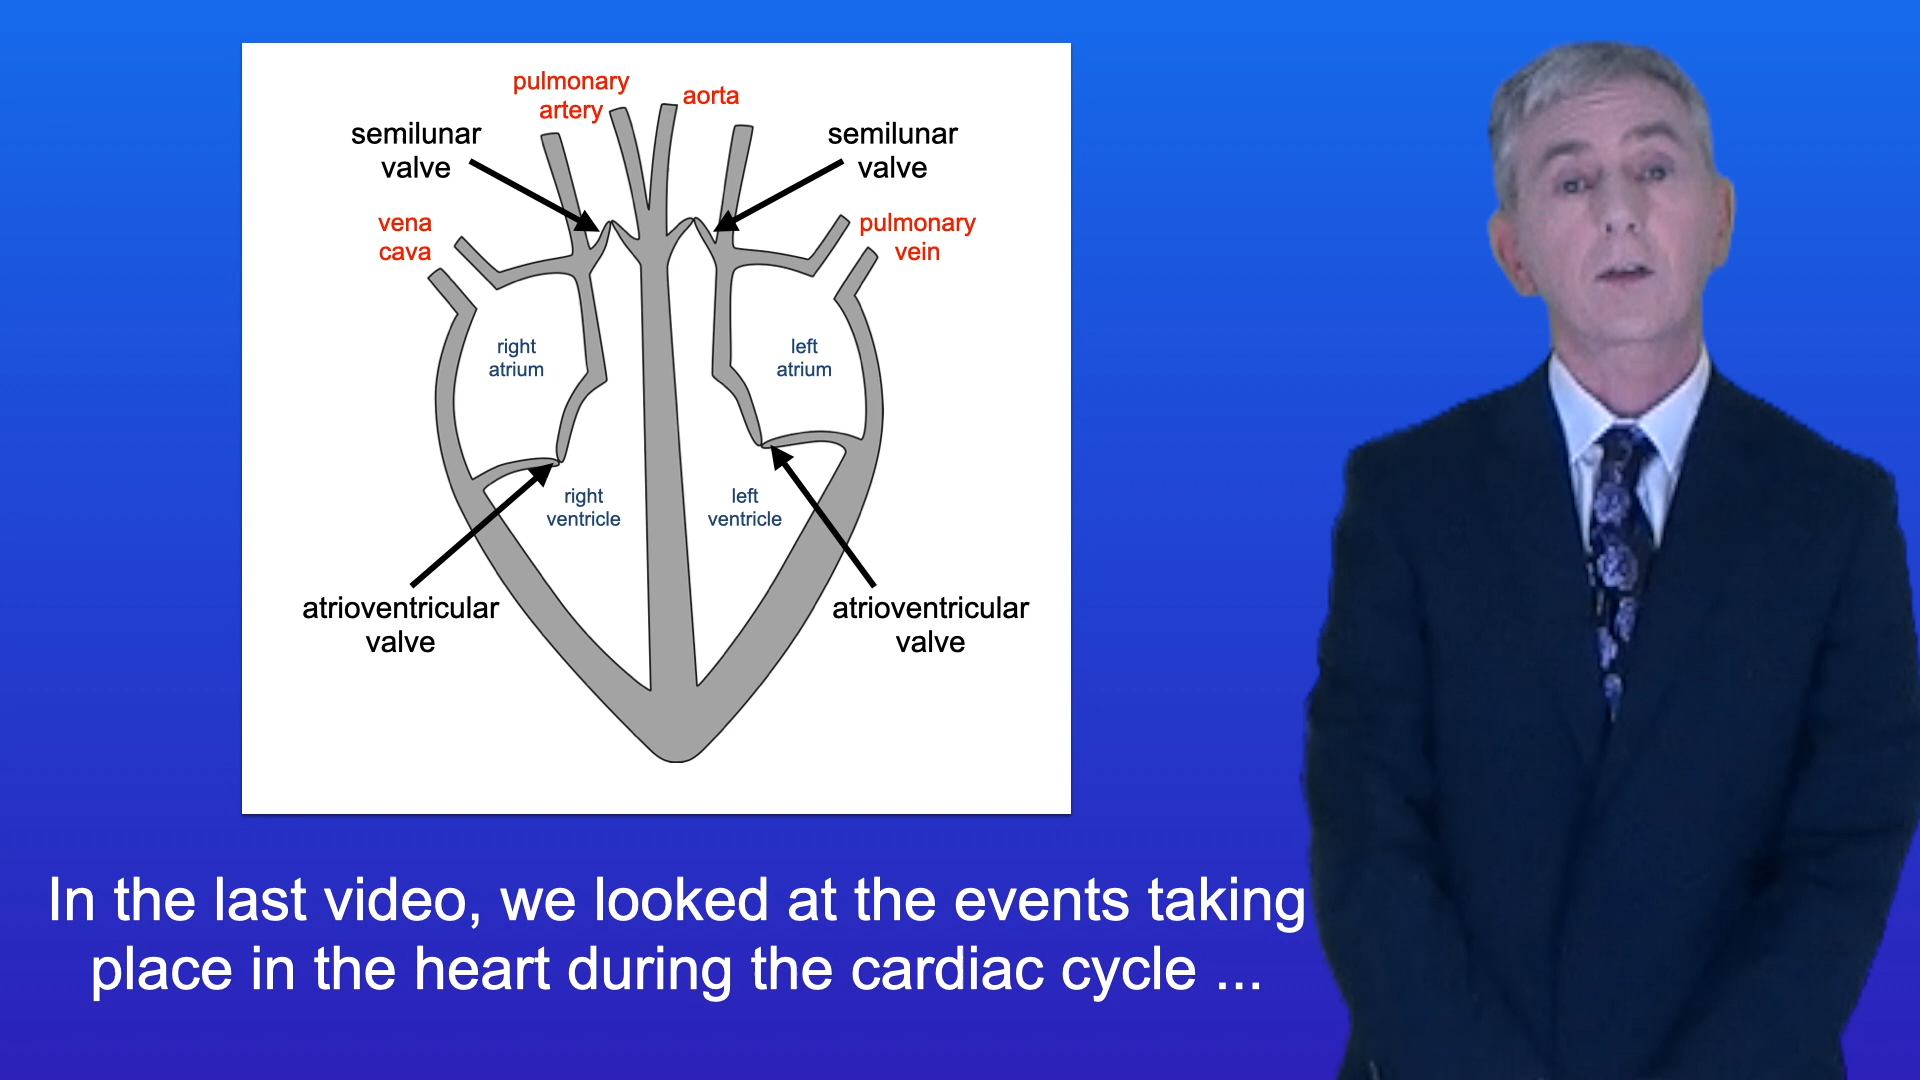 pulmonary
artery
aorta
semilunar
valve
semilunar
valve
vena
cava
pulmonary
vein
right
atrium
left
atrium
right
ventricle
left
ventricle
atrioventricular
valve
atrioventricular
valve
In the last video, we looked at the events taking
place in the heart during the cardiac cycle ...